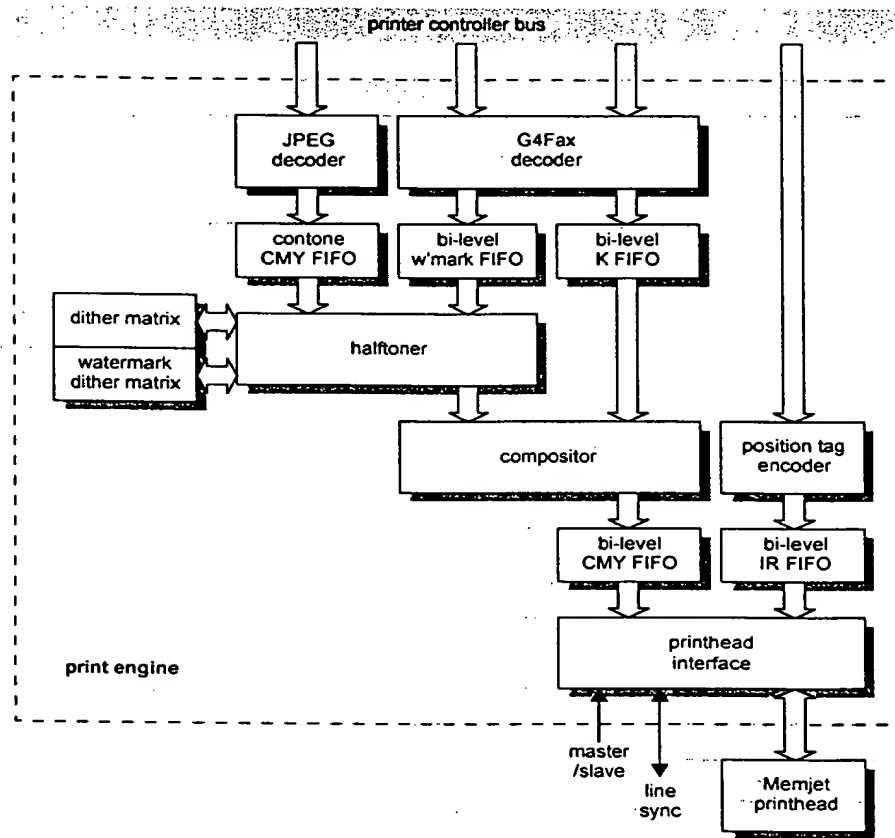 printer controller bus
JPEG
decoder
G4Fax
decoder
contone
CMY FIFO
bi-level
w'mark FIFO
bi-level
K FIFO
dither matrix
watermark
dither matrix
halftoner
compositor
position tag
encoder
bi-level
CMY FIFO
bi-level
IR FIFO
printhead
interface
print engine
master
/slave
line
sync
Memjet
printhead